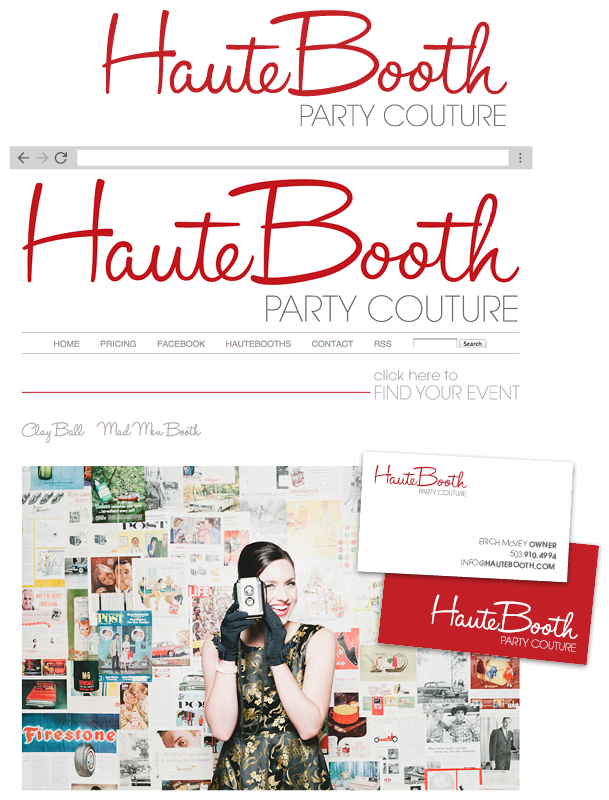 HauteBooth
PARTY COUTURE
HauteBooth
PARTY COUTURE
HOME PRICING FACEBOOK HAUTEBOOTHS CONTACT RSS Search
click here to
FIND YOUR EVENT
Clay Ball Mad Men Booth
HauteBooth
PARTY COUTURE
ERICH McVEY OWNER
503.910.4994
INFO@HAUTEBOOTH.COM
HauteBooth
PARTY COUTURE
POST
POST
Firestone